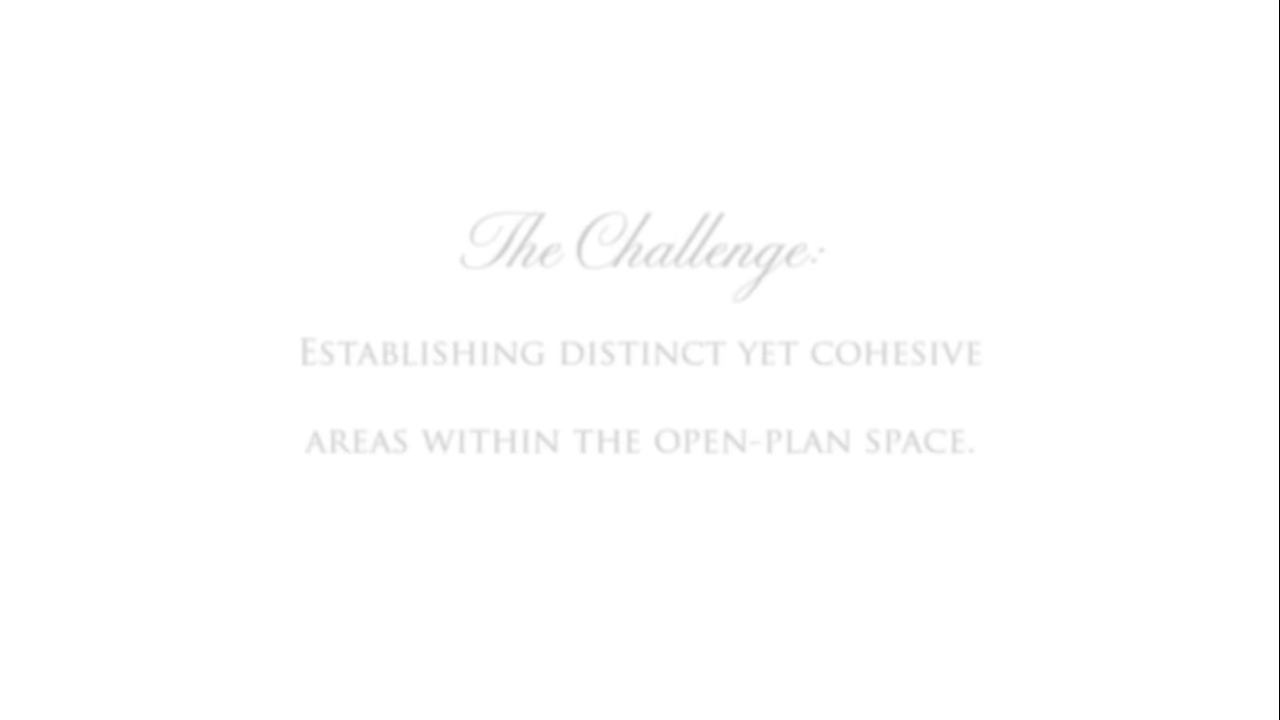 The Challenge:
Establishing distinct yet cohesive
areas within the open-plan space.